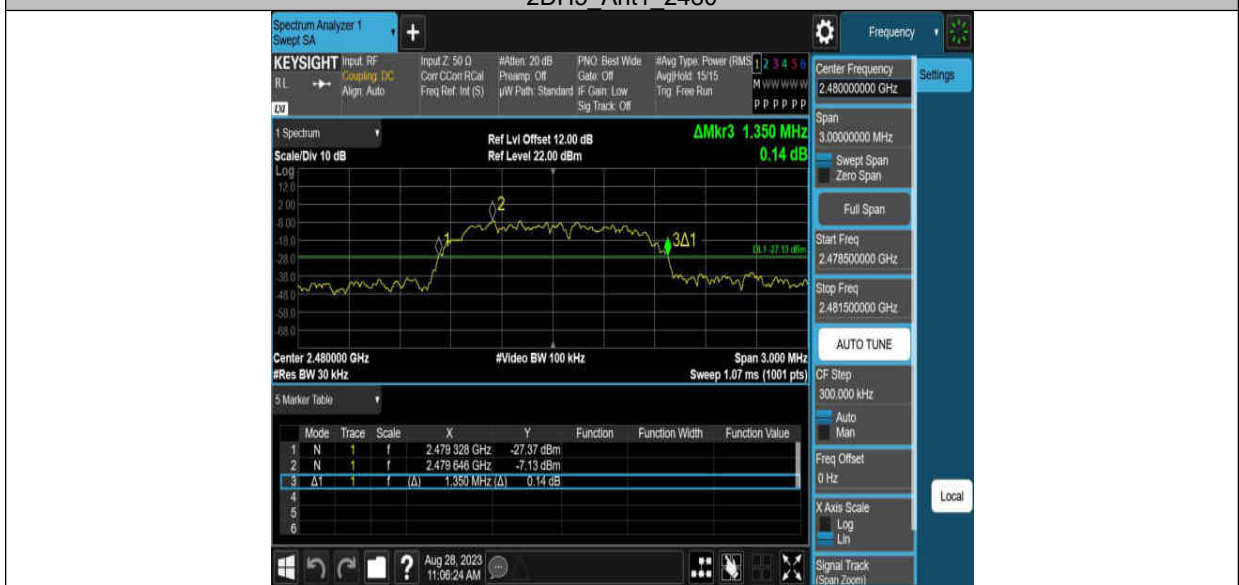 2DH5_Ant1_2480
Spectrum Analyzer 1
Swept SA
+
Frequency
KEYSIGHT
RL
LXI
Input: RF
Coupling: DC
Align: Auto
Input Z: 50 Ω
Corr CCorr RCal
Freq Ref: Int (S)
#Atten: 20 dB
Preamp: Off
µW Path: Standard
PNO: Best Wide
Gate: Off
IF Gain: Low
Sig Track: Off
#Avg Type: Power (RMS
Avg|Hold: 15/15
Trig: Free Run
1 2 3 4 5 6
M W W W W W
P P P P P P
1 Spectrum
Scale/Div 10 dB
Ref Lvl Offset 12.00 dB
Ref Level 22.00 dBm
ΔMkr3 1.350 MHz
0.14 dB
Log
12.0
2.00
-8.00
-18.0
-28.0
-38.0
-48.0
-58.0
-68.0
1
2
3Δ1
DL1 -27.13 dBm
Center 2.480000 GHz
#Res BW 30 kHz
#Video BW 100 kHz
Span 3.000 MHz
Sweep 1.07 ms (1001 pts)
5 Marker Table
Mode Trace Scale X Y Function Function Width Function Value
1 N 1 f 2.479 328 GHz -27.37 dBm
2 N 1 f 2.479 646 GHz -7.13 dBm
3 Δ1 1 f (Δ) 1.350 MHz (Δ) 0.14 dB
4
5
6
?
Aug 28, 2023
11:06:24 AM
Center Frequency
2.480000000 GHz
Span
3.00000000 MHz
Swept Span
Zero Span
Full Span
Start Freq
2.478500000 GHz
Stop Freq
2.481500000 GHz
AUTO TUNE
CF Step
300.000 kHz
Auto
Man
Freq Offset
0 Hz
X Axis Scale
Log
Lin
Signal Track
(Span Zoom)
Settings
Local